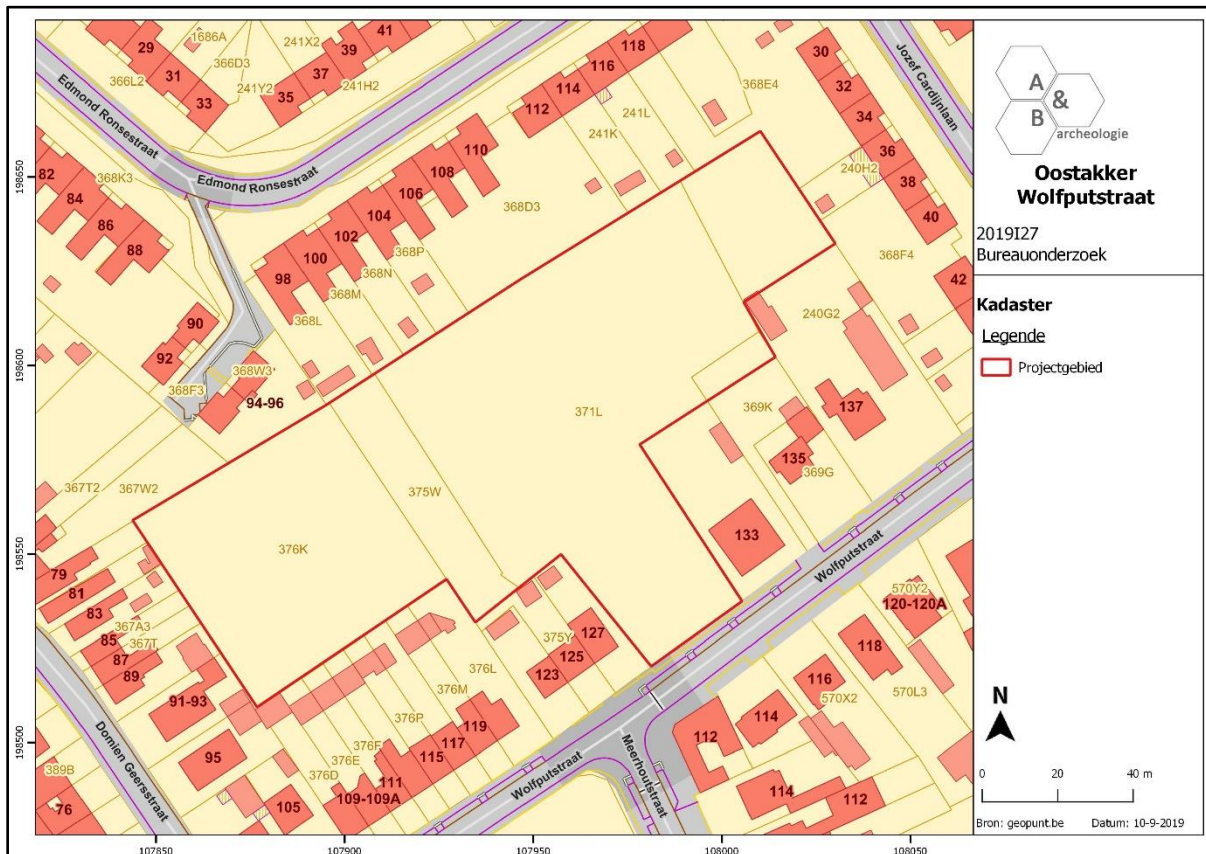 29
31
33
366L2
1686A
366D3
241Y2
241X2
35
37
39
41
241H2
112
114
116
118
241K
241L
368E4
30
32
34
36
38
40
42
240H2
368F4
Jozef Cardijnlaan
Edmond Ronsestraat
Edmond Ronsestraat
82
84
86
88
368K3
90
92
368F3
368W3
94-96
98
100
102
104
106
108
110
368L
368M
368N
368P
368D3
240G2
371L
369K
137
135
369G
133
367T2
367W2
376K
375W
79
81
83
85
87
89
367A3
367T
91-93
95
105
389B
76
Domien Geersstraat
376D
376E
376F
376P
376M
376L
375Y
109-109A
111
115
117
119
123
125
127
Wolfputstraat
Wolfputstraat
Meerhoutstraat
112
114
116
118
570X2
570L3
570Y2
120-120A
114
112
198650
198600
198550
198500
107850
107900
107950
108000
108050
A
&
B
archeologie
Oostakker
Wolfputstraat
2019I27
Bureauonderzoek
Kadaster
Legende
Projectgebied
N
0 20 40 m
Bron: geopunt.be Datum: 10-9-2019